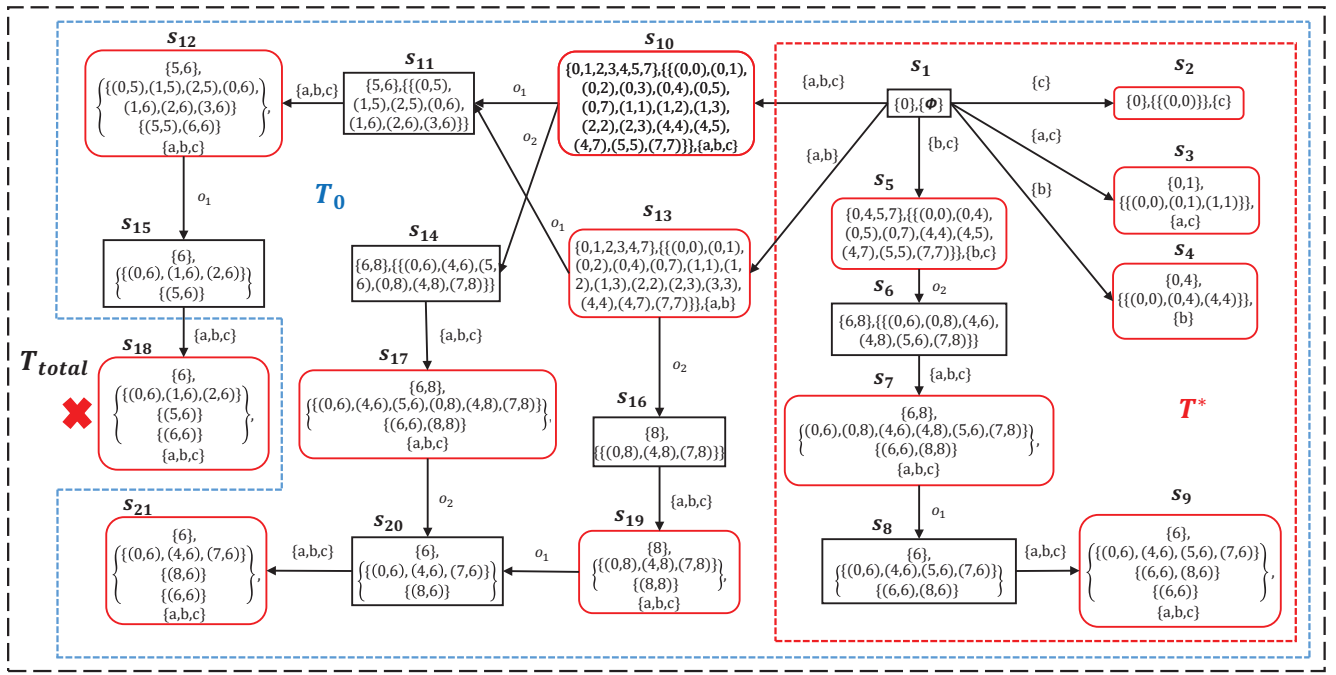 s12
{5,6},
{{(0,5),(1,5),(2,5),(0,6),
(1,6),(2,6),(3,6)}
{(5,5),(6,6)}},
{a,b,c}
{a,b,c}
s11
{5,6},{{(0,5),
(1,5),(2,5),(0,6),
(1,6),(2,6),(3,6)}}
o1
o2
s10
{0,1,2,3,4,5,7},{{(0,0),(0,1),
(0,2),(0,3),(0,4),(0,5),
(0,7),(1,1),(1,2),(1,3),
(2,2),(2,3),(4,4),(4,5),
(4,7),(5,5),(7,7)}},{a,b,c}
{a,b,c}
s1
{0},{Φ}
{c}
s2
{0},{{(0,0)}},{c}
{a,c}
s3
{0,1},
{{(0,0),(0,1),(1,1)}},
{a,c}
{b}
s4
{0,4},
{{(0,0),(0,4),(4,4)}},
{b}
{b,c}
{a,b}
s5
{0,4,5,7},{{(0,0),(0,4),
(0,5),(0,7),(4,4),(4,5),
(4,7),(5,5),(7,7)}},{b,c}
o2
s6
{6,8},{{(0,6),(0,8),(4,6),
(4,8),(5,6),(7,8)}}
{a,b,c}
s7
{6,8},
{{(0,6),(0,8),(4,6),(4,8),(5,6),(7,8)}
{(6,6),(8,8)}},
{a,b,c}
o1
s8
{6},
{{(0,6),(4,6),(5,6),(7,6)}
{(6,6),(8,6)}}
{a,b,c}
s9
{6},
{{(0,6),(4,6),(5,6),(7,6)}
{(6,6),(8,6)}
{(6,6)}},
{a,b,c}
T*
T0
o1
s15
{6},
{{(0,6),(1,6),(2,6)}
{(5,6)}}
{a,b,c}
Ttotal
s18
{6},
{{(0,6),(1,6),(2,6)}
{(5,6)}
{(6,6)}},
{a,b,c}
s14
{6,8},{{(0,6),(4,6),(5,
6),(0,8),(4,8),(7,8)}}
o1
s13
{0,1,2,3,4,7},{{(0,0),(0,1),
(0,2),(0,4),(0,7),(1,1),(1,
2),(1,3),(2,2),(2,3),(3,3),
(4,4),(4,7),(7,7)}},{a,b}
{a,b,c}
o2
s17
{6,8},
{{(0,6),(4,6),(5,6),(0,8),(4,8),(7,8)}
{(6,6),(8,8)}},
{a,b,c}
s16
{8},
{{(0,8),(4,8),(7,8)}}
o2
{a,b,c}
s21
{6},
{{(0,6),(4,6),(7,6)}
{(8,6)}
{(6,6)}},
{a,b,c}
{a,b,c}
s20
{6},
{{(0,6),(4,6),(7,6)}
{(8,6)}}
o1
s19
{8},
{{(0,8),(4,8),(7,8)}
{(8,8)}},
{a,b,c}